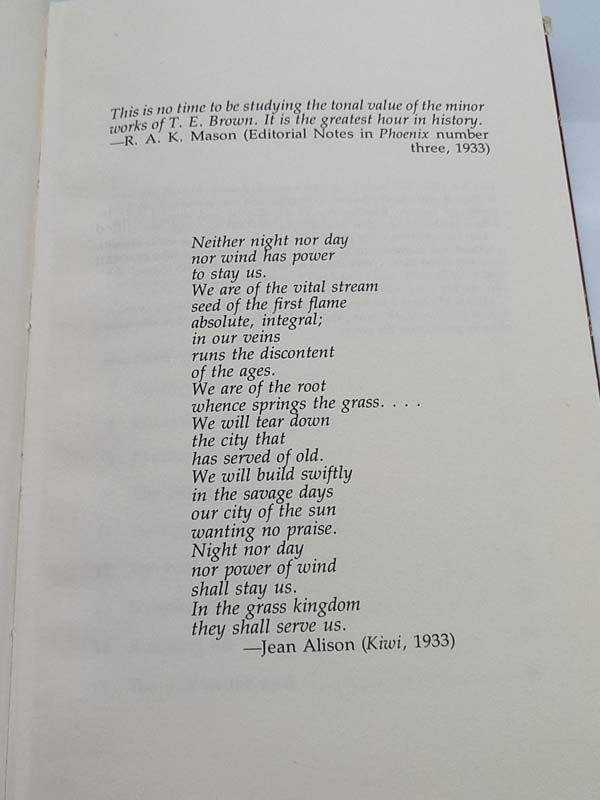 This is no time to be studying the tonal value of the minor
works of T. E. Brown. It is the greatest hour in history.
—R. A. K. Mason (Editorial Notes in Phoenix number
three, 1933)
Neither night nor day
nor wind has power
to stay us.
We are of the vital stream
seed of the first flame
absolute, integral;
in our veins
runs the discontent
of the ages.
We are of the root
whence springs the grass. . . .
We will tear down
the city that
has served of old.
We will build swiftly
in the savage days
our city of the sun
wanting no praise.
Night nor day
nor power of wind
shall stay us.
In the grass kingdom
they shall serve us.
—Jean Alison (Kiwi, 1933)